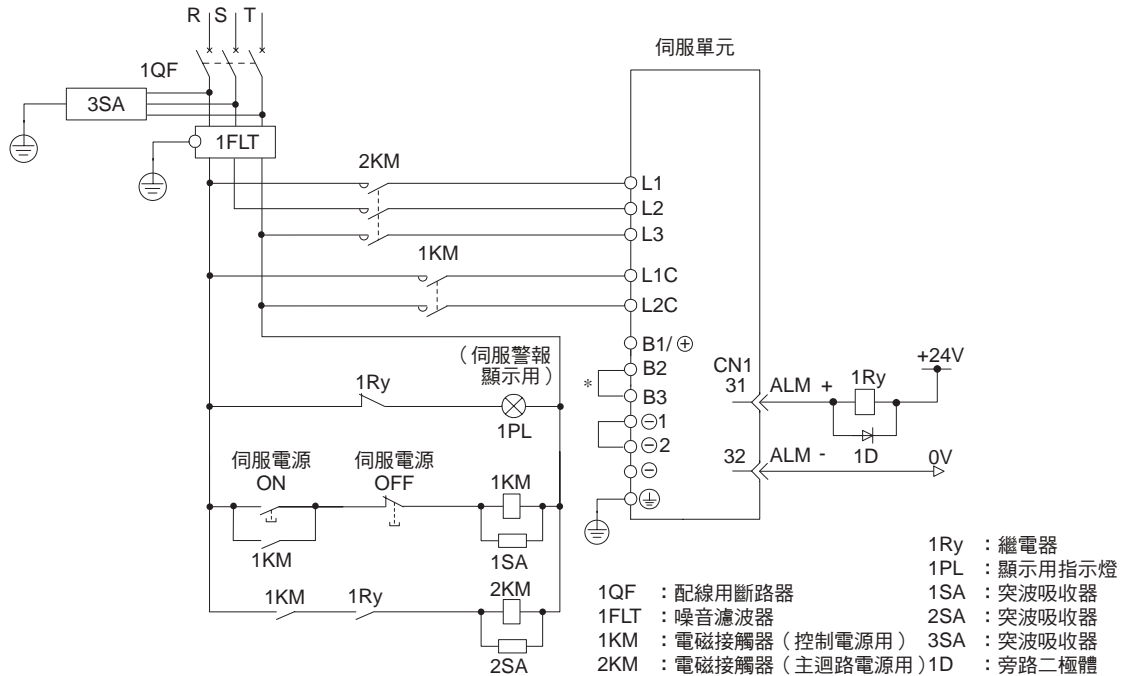 R S T
伺服單元
1QF
3SA
1FLT
2KM
L1
L2
L3
1KM
L1C
L2C
B1/⊕
(伺服警報
顯示用)
B2
CN1
+24V
1Ry
*
B3
31 ALM + 1Ry
1PL
⊖1
⊖2
1D
伺服電源
ON
伺服電源
OFF
32 ALM - 0V
⊖
1KM
1KM
1SA
2KM
1KM 1Ry
2SA
1QF :配線用斷路器
1FLT :噪音濾波器
1KM :電磁接觸器(控制電源用)
2KM :電磁接觸器(主迴路電源用)
1Ry :繼電器
1PL :顯示用指示燈
1SA :突波吸收器
2SA :突波吸收器
3SA :突波吸收器
1D :旁路二極體